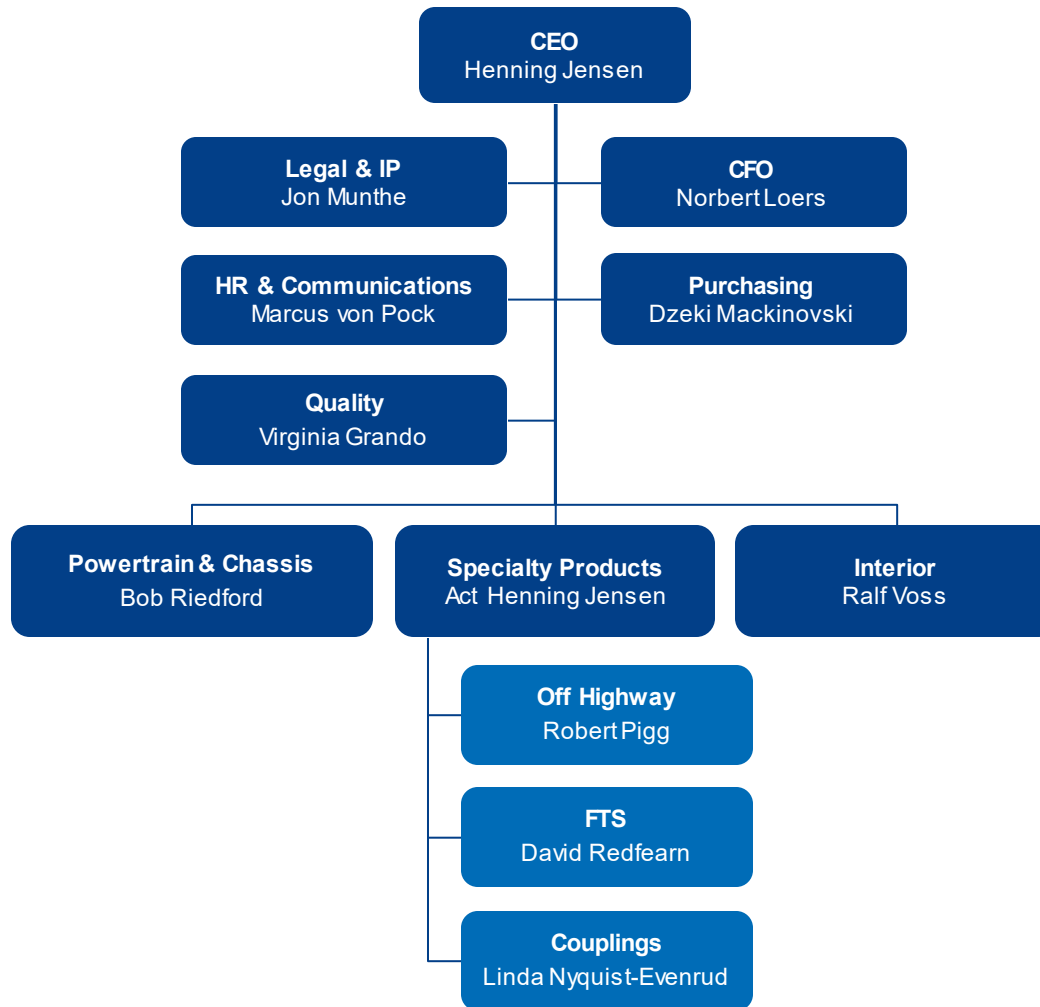 CEO
Henning Jensen
Legal & IP
Jon Munthe
CFO
Norbert Loers
HR & Communications
Marcus von Pock
Purchasing
Dzeki Mackinovski
Quality
Virginia Grando
Powertrain & Chassis
Bob Riedford
Specialty Products
Act Henning Jensen
Interior
Ralf Voss
Off Highway
Robert Pigg
FTS
David Redfearn
Couplings
Linda Nyquist-Evenrud